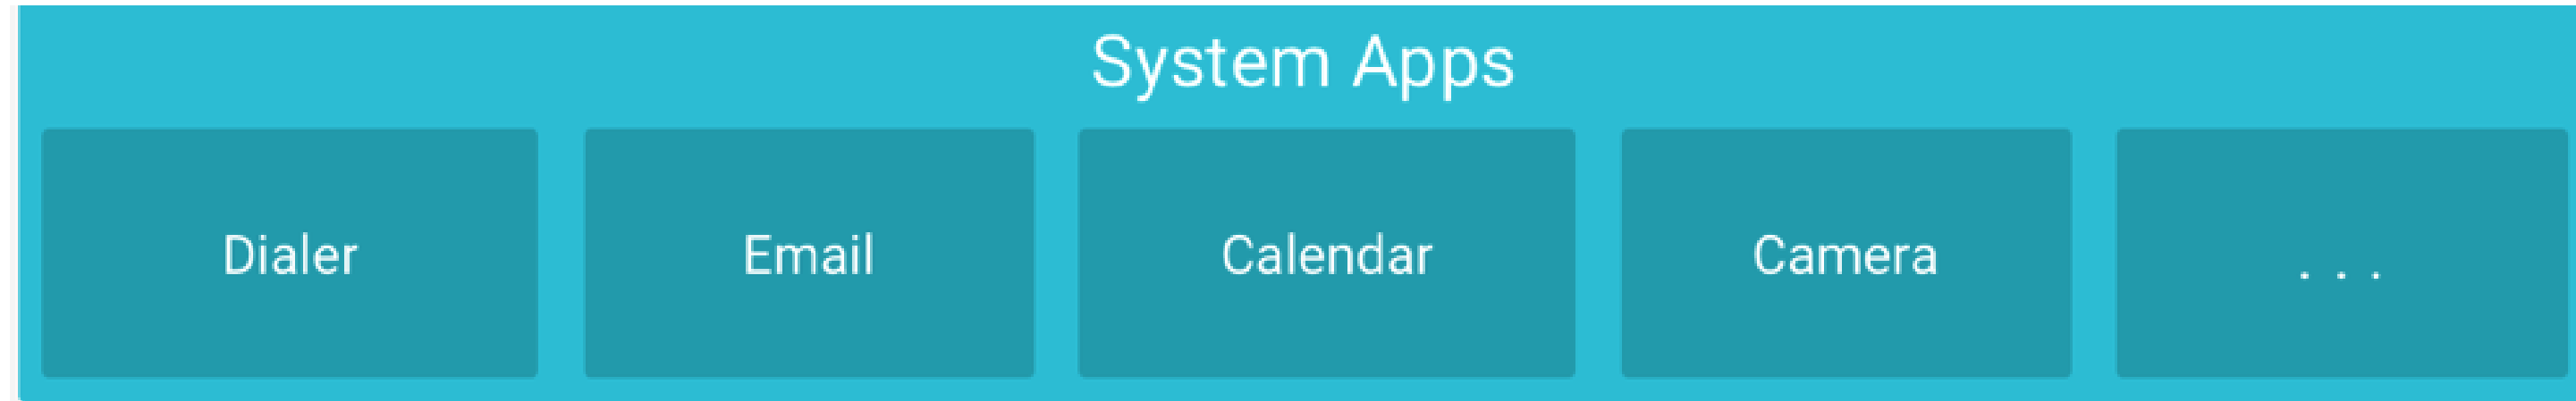 System Apps
Dialer
Email
Calendar
Camera
. . .